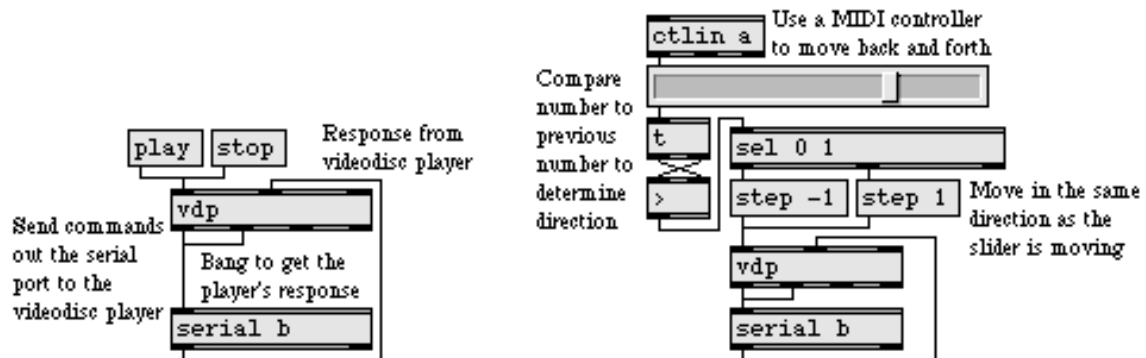 play
stop
Response from
videodisc player
vdp
Send commands
out the serial
port to the
videodisc player
Bang to get the
player's response
serial b
ctlin a
Use a MIDI controller
to move back and forth
Compare
number to
previous
number to
determine
direction
t
>
sel 0 1
step -1
step 1
Move in the same
direction as the
slider is moving
vdp
serial b